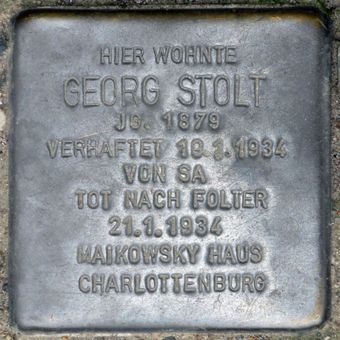 HIER WOHNTE
GEORG STOLT
JG. 1879
VERHAFTET 18.1.1934
VON SA
TOT NACH FOLTER
21.1.1934
MAIKOWSKY HAUS
CHARLOTTENBURG